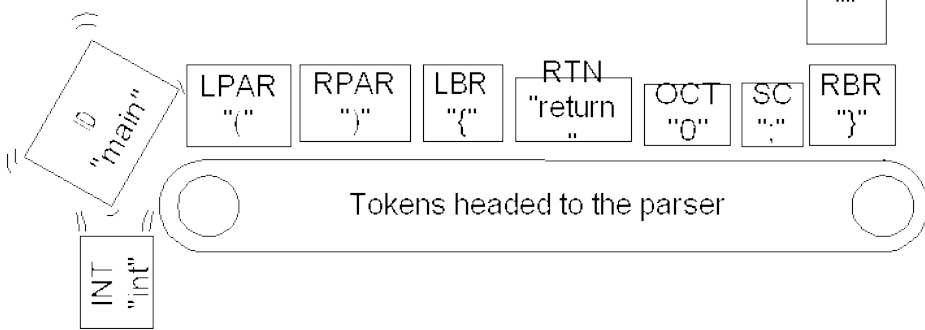 ""
ID
"main"
LPAR
"("
RPAR
")"
LBR
"{"
RTN
"return
"
OCT
"0"
SC
";"
RBR
"}"
Tokens headed to the parser
INT
"int"